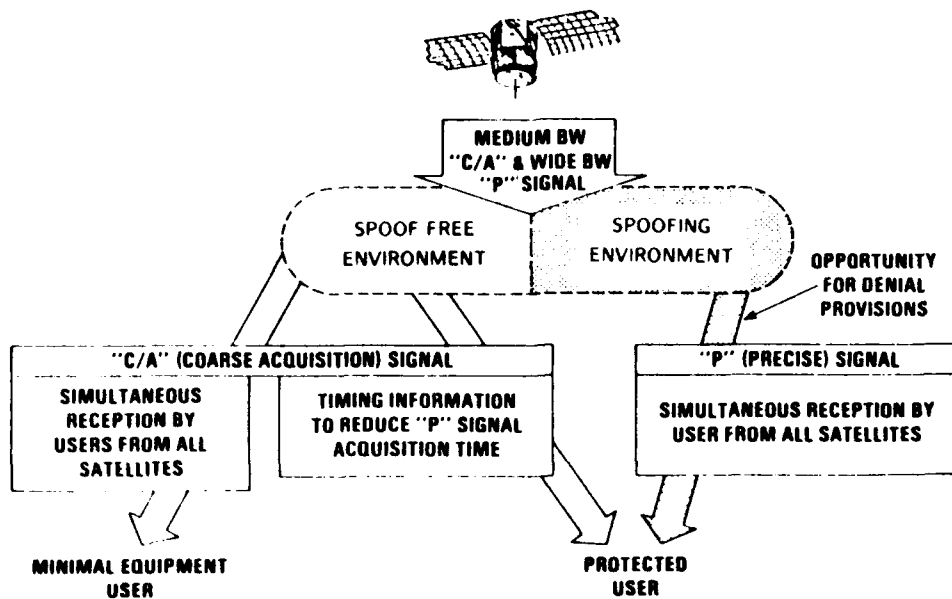 MEDIUM BW
"C/A" & WIDE BW
"P" SIGNAL
SPOOF FREE
ENVIRONMENT
SPOOFING
ENVIRONMENT
OPPORTUNITY
FOR DENIAL
PROVISIONS
"C/A" (COARSE ACQUISITION) SIGNAL
SIMULTANEOUS
RECEPTION BY
USERS FROM ALL
SATELLITES
TIMING INFORMATION
TO REDUCE "P" SIGNAL
ACQUISITION TIME
"P" (PRECISE) SIGNAL
SIMULTANEOUS RECEPTION BY
USER FROM ALL SATELLITES
MINIMAL EQUIPMENT
USER
PROTECTED
USER